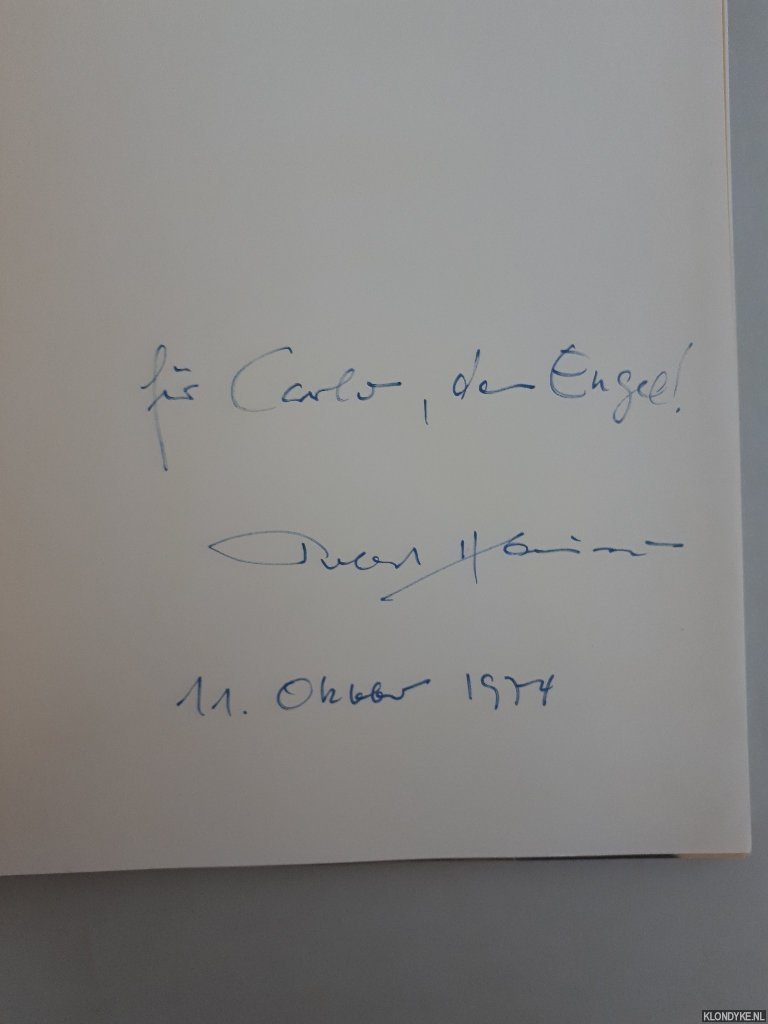 für Carlo, den Engel!
11. Oktober 1974
KLONDYKE.NL